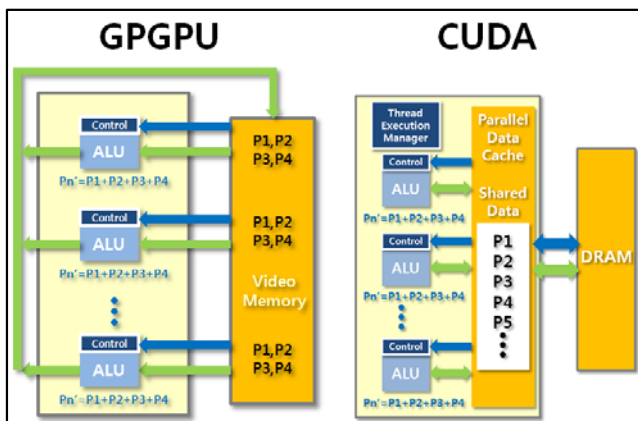 GPGPU
Control
ALU
Pn'=P1+P2+P3+P4
Control
ALU
Pn'=P1+P2+P3+P4
Control
ALU
Pn'=P1+P2+P3+P4
P1,P2
P3,P4
P1,P2
P3,P4
Video
Memory
P1,P2
P3,P4
CUDA
Thread
Execution
Manager
Control
ALU
Pn'=P1+P2+P3+P4
Control
ALU
Pn'=P1+P2+P3+P4
Control
ALU
Pn'=P1+P2+P3+P4
Parallel
Data
Cache
Shared
Data
P1
P2
P3
P4
P5
DRAM